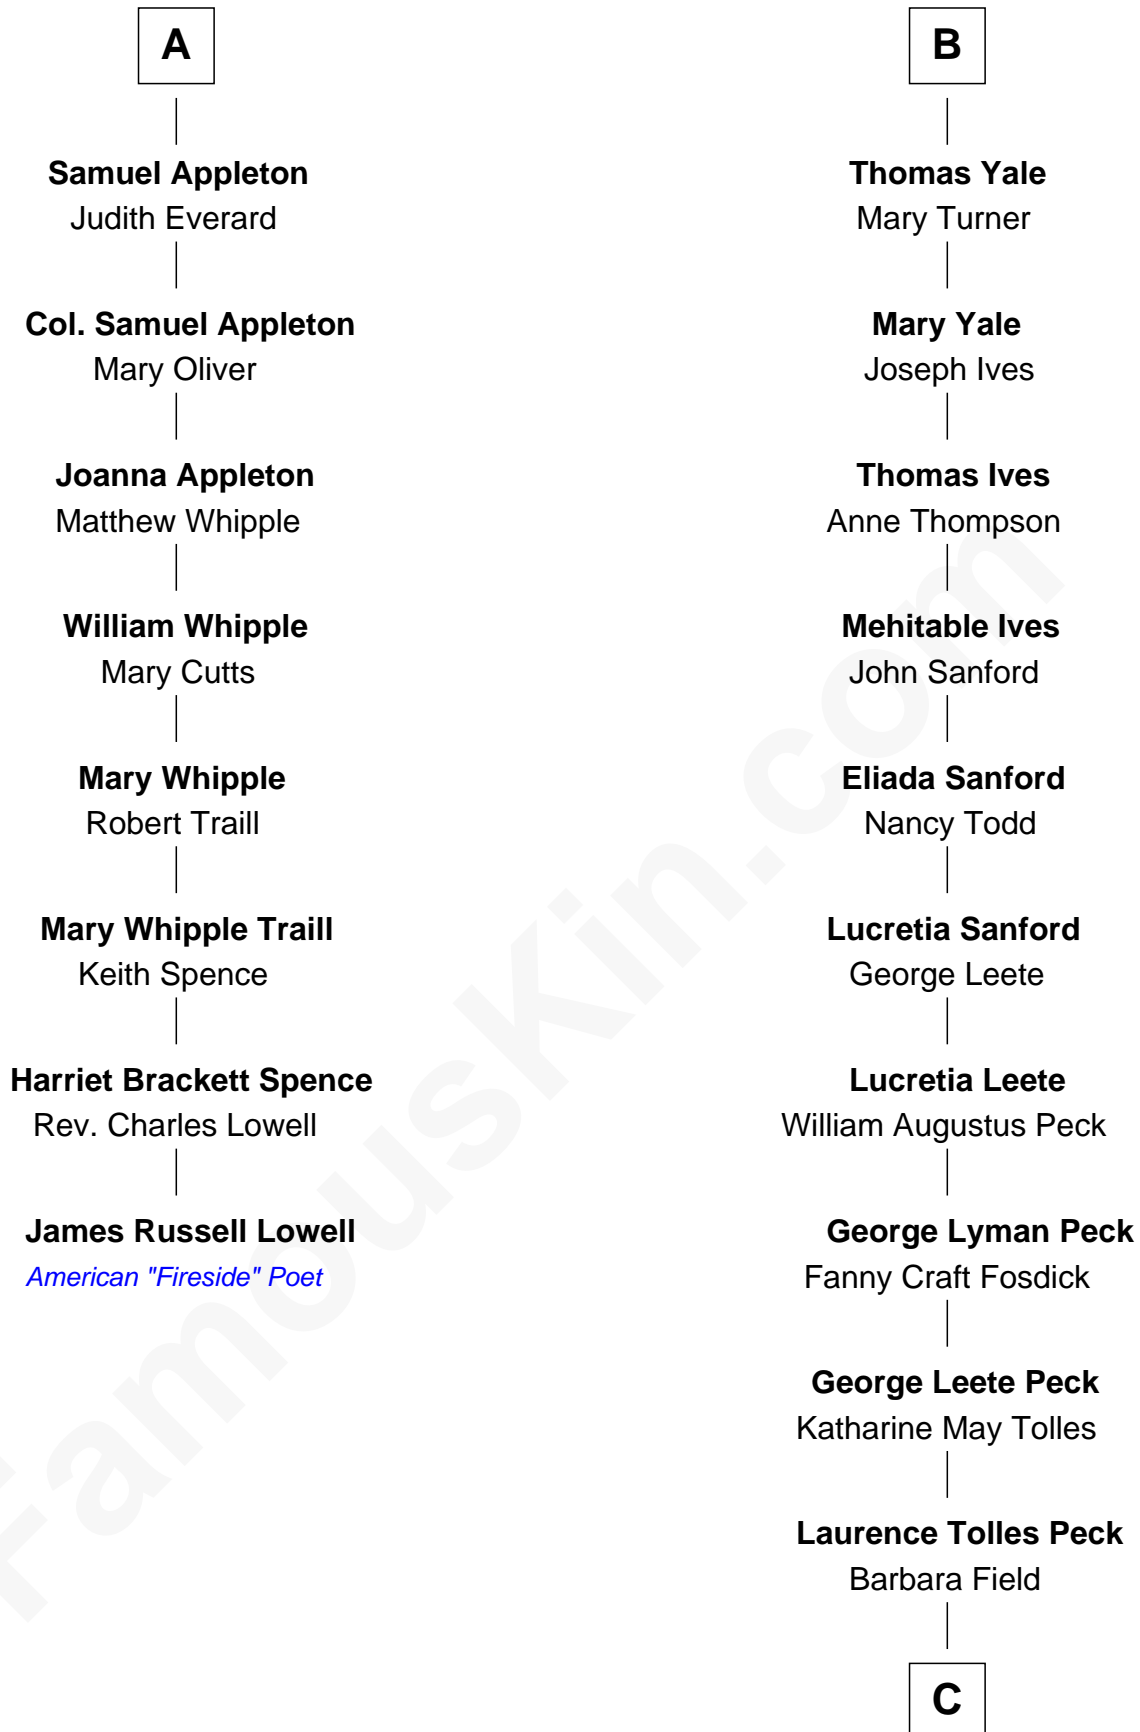 A
Samuel Appleton
Judith Everard
Col. Samuel Appleton
Mary Oliver
Joanna Appleton
Matthew Whipple
William Whipple
Mary Cutts
Mary Whipple
Robert Traill
Mary Whipple Traill
Keith Spence
Harriet Brackett Spence
Rev. Charles Lowell
James Russell Lowell
American "Fireside" Poet
B
Thomas Yale
Mary Turner
Mary Yale
Joseph Ives
Thomas Ives
Anne Thompson
Mehitable Ives
John Sanford
Eliada Sanford
Nancy Todd
Lucretia Sanford
George Leete
Lucretia Leete
William Augustus Peck
George Lyman Peck
Fanny Craft Fosdick
George Leete Peck
Katharine May Tolles
Laurence Tolles Peck
Barbara Field
C
FamousKin.com